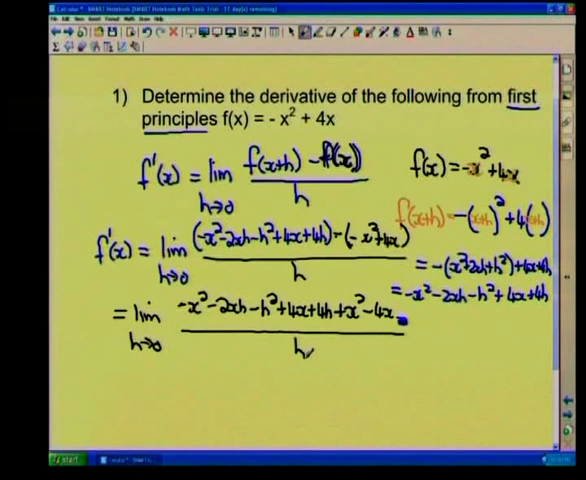 1) Determine the derivative of the following from first
principles f(x) = - x² + 4x
f'(x) = lim h→0 f(x+h) - f(x) / h
f(x) = -x² + 4x
f(x+h) = -(x+h)² + 4(x+h)
f'(x) = lim h→0 (-x²-2xh-h²+4x+4h)-(-x²+4x) / h
= -(x²+2xh+h²)+4x+4h
= -x²-2xh-h²+4x+4h
= lim h→0 -x²-2xh-h²+4x+4h+x²-4x / h
start